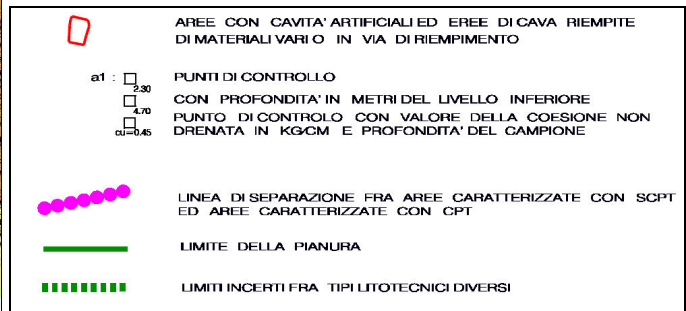 AREE CON CAVITA' ARTIFICIALI ED EREE DI CAVA RIEMPITE
DI MATERIALI VARI O IN VIA DI RIEMPIMENTO
a1 :
PUNTI DI CONTROLLO
2.30
CON PROFONDITA' IN METRI DEL LIVELLO INFERIORE
4.70
PUNTO DI CONTROLO CON VALORE DELLA COESIONE NON
cu=0.45
DRENATA IN KG/CM E PROFONDITA' DEL CAMPIONE
LINEA DI SEPARAZIONE FRA AREE CARATTERIZZATE CON SCPT
ED AREE CARATTERIZZATE CON CPT
LIMITE DELLA PIANURA
LIMITI INCERTI FRA TIPI LITOTECNICI DIVERSI